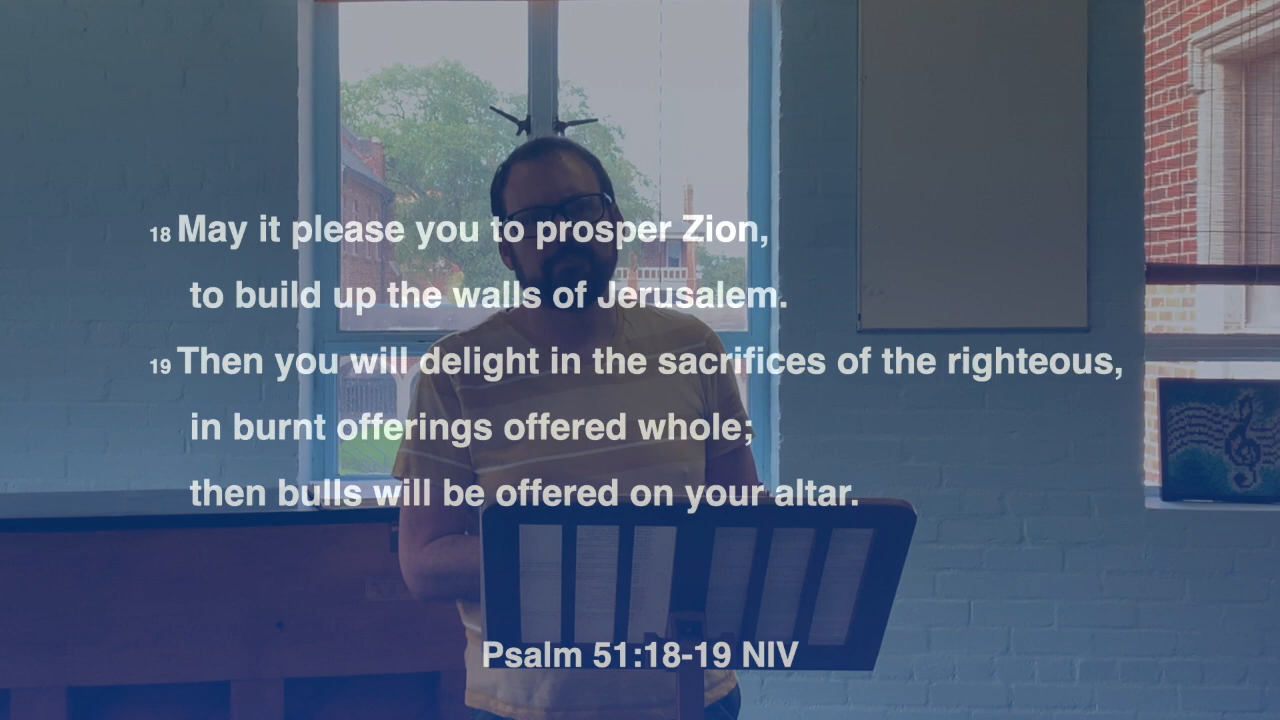 18 May it please you to prosper Zion,
to build up the walls of Jerusalem.
19 Then you will delight in the sacrifices of the righteous,
in burnt offerings offered whole;
then bulls will be offered on your altar.
Psalm 51:18-19 NIV